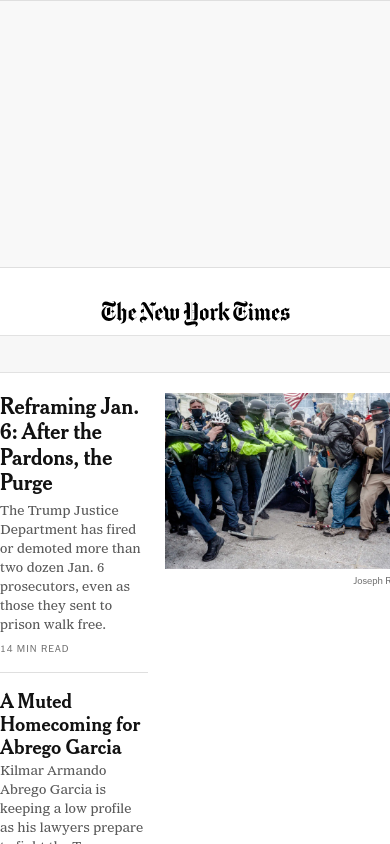 The New York Times
Reframing Jan.
6: After the
Pardons, the
Purge
The Trump Justice
Department has fired
or demoted more than
two dozen Jan. 6
prosecutors, even as
those they sent to
prison walk free.
14 MIN READ
Joseph R
A Muted
Homecoming for
Abrego Garcia
Kilmar Armando
Abrego Garcia is
keeping a low profile
as his lawyers prepare